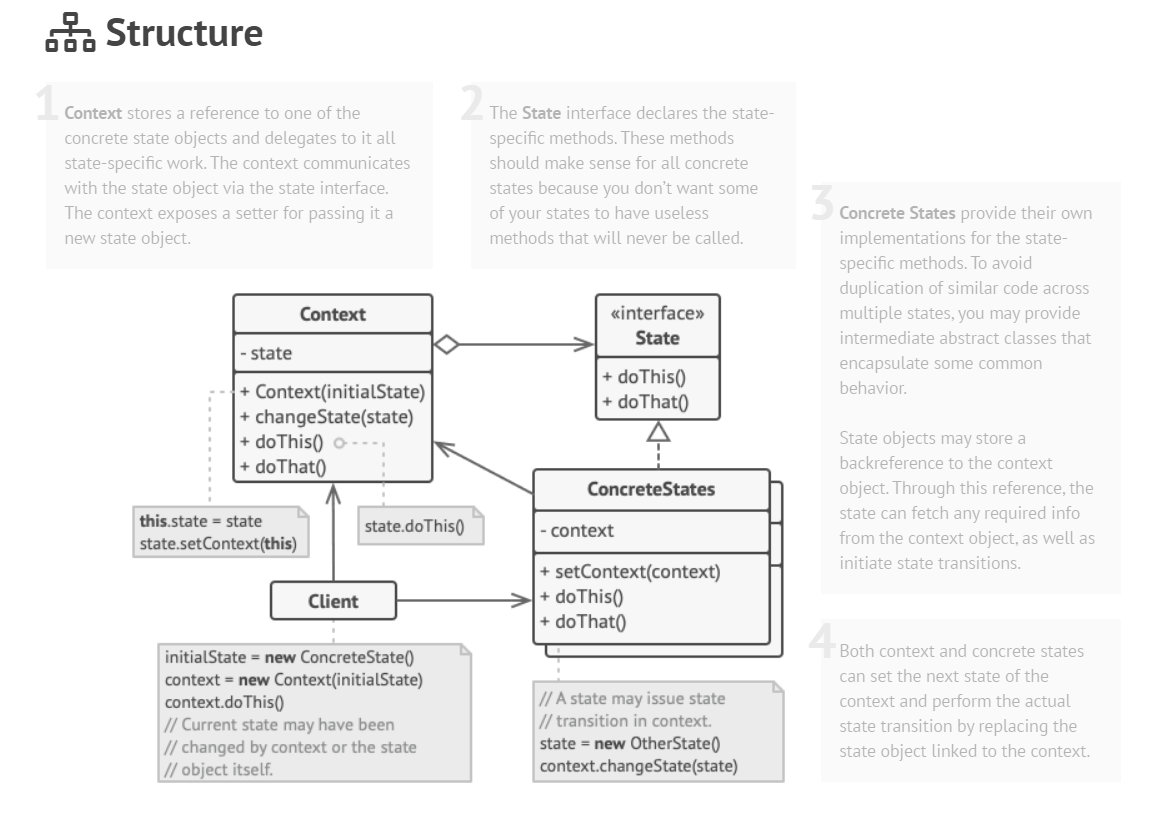 Structure
1
Context stores a reference to one of the
concrete state objects and delegates to it all
state-specific work. The context communicates
with the state object via the state interface.
The context exposes a setter for passing it a
new state object.
2
The State interface declares the state-
specific methods. These methods
should make sense for all concrete
states because you don’t want some
of your states to have useless
methods that will never be called.
3
Concrete States provide their own
implementations for the state-
specific methods. To avoid
duplication of similar code across
multiple states, you may provide
intermediate abstract classes that
encapsulate some common
behavior.
State objects may store a
backreference to the context
object. Through this reference, the
state can fetch any required info
from the context object, as well as
initiate state transitions.
4
Both context and concrete states
can set the next state of the
context and perform the actual
state transition by replacing the
state object linked to the context.
Context
- state
+ Context(initialState)
+ changeState(state)
+ doThis()
+ doThat()
«interface»
State
+ doThis()
+ doThat()
this.state = state
state.setContext(this)
state.doThis()
ConcreteStates
- context
+ setContext(context)
+ doThis()
+ doThat()
Client
initialState = new ConcreteState()
context = new Context(initialState)
context.doThis()
// Current state may have been
// changed by context or the state
// object itself.
// A state may issue state
// transition in context.
state = new OtherState()
context.changeState(state)